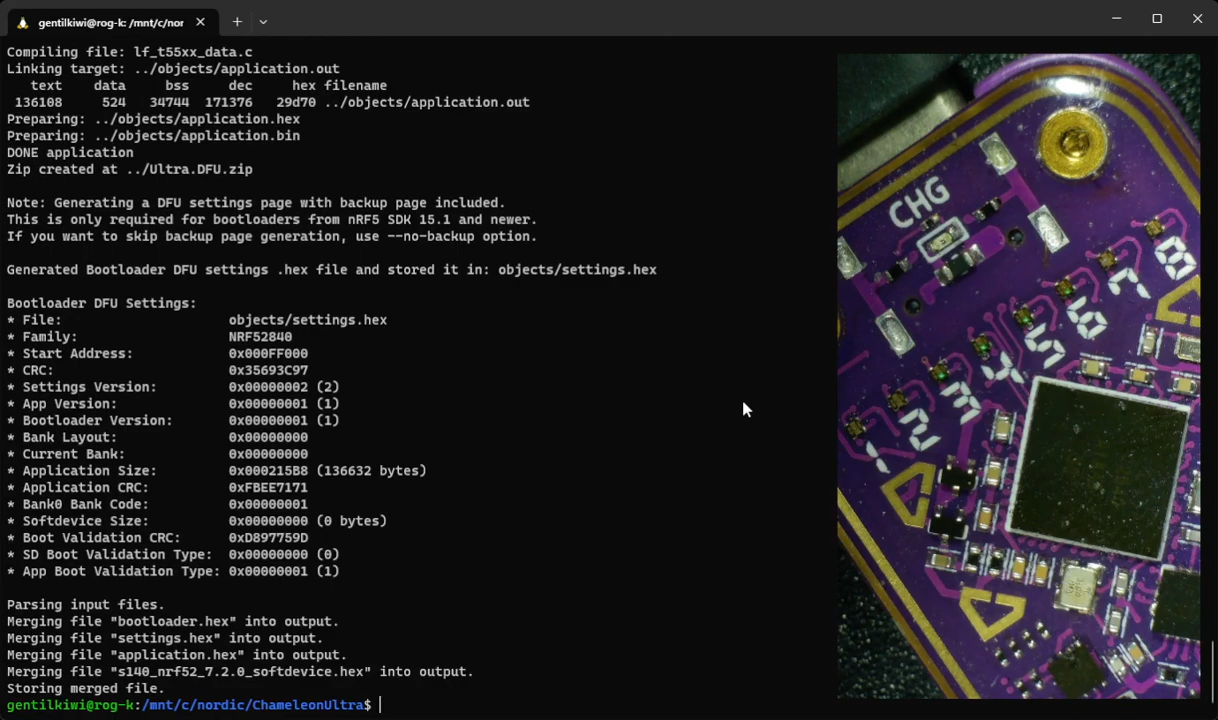 gentilkiwi@rog-k: /mnt/c/nor
Compiling file: lf_t55xx_data.c
Linking target: ../objects/application.out
text data bss dec hex filename
136108 524 34744 171376 29d70 ../objects/application.out
Preparing: ../objects/application.hex
Preparing: ../objects/application.bin
DONE application
Zip created at ../Ultra.DFU.zip
Note: Generating a DFU settings page with backup page included.
This is only required for bootloaders from nRF5 SDK 15.1 and newer.
If you want to skip backup page generation, use --no-backup option.
Generated Bootloader DFU settings .hex file and stored it in: objects/settings.hex
Bootloader DFU Settings:
* File: objects/settings.hex
* Family: NRF52840
* Start Address: 0x000FF000
* CRC: 0x35693C97
* Settings Version: 0x00000002 (2)
* App Version: 0x00000001 (1)
* Bootloader Version: 0x00000001 (1)
* Bank Layout: 0x00000000
* Current Bank: 0x00000000
* Application Size: 0x000215B8 (136632 bytes)
* Application CRC: 0xFBEE7171
* Bank0 Bank Code: 0x00000001
* Softdevice Size: 0x00000000 (0 bytes)
* Boot Validation CRC: 0xD897759D
* SD Boot Validation Type: 0x00000000 (0)
* App Boot Validation Type: 0x00000001 (1)
Parsing input files.
Merging file "bootloader.hex" into output.
Merging file "settings.hex" into output.
Merging file "application.hex" into output.
Merging file "s140_nrf52_7.2.0_softdevice.hex" into output.
Storing merged file.
gentilkiwi@rog-k:/mnt/c/nordic/ChameleonUltra$
CHG
1 2 3 4 5 6 7 8